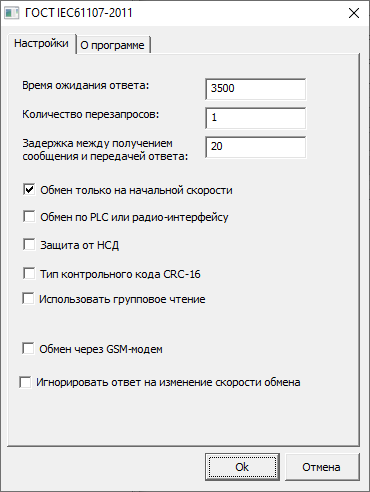 ГОСТ IEC61107-2011
Настройки
О программе
Время ожидания ответа:
3500
Количество перезапросов:
1
Задержка между получением
сообщения и передачей ответа:
20
Обмен только на начальной скорости
Обмен по PLC или радио-интерфейсу
Защита от НСД
Тип контрольного кода CRC-16
Использовать групповое чтение
Обмен через GSM-модем
Игнорировать ответ на изменение скорости обмена
Ok
Отмена